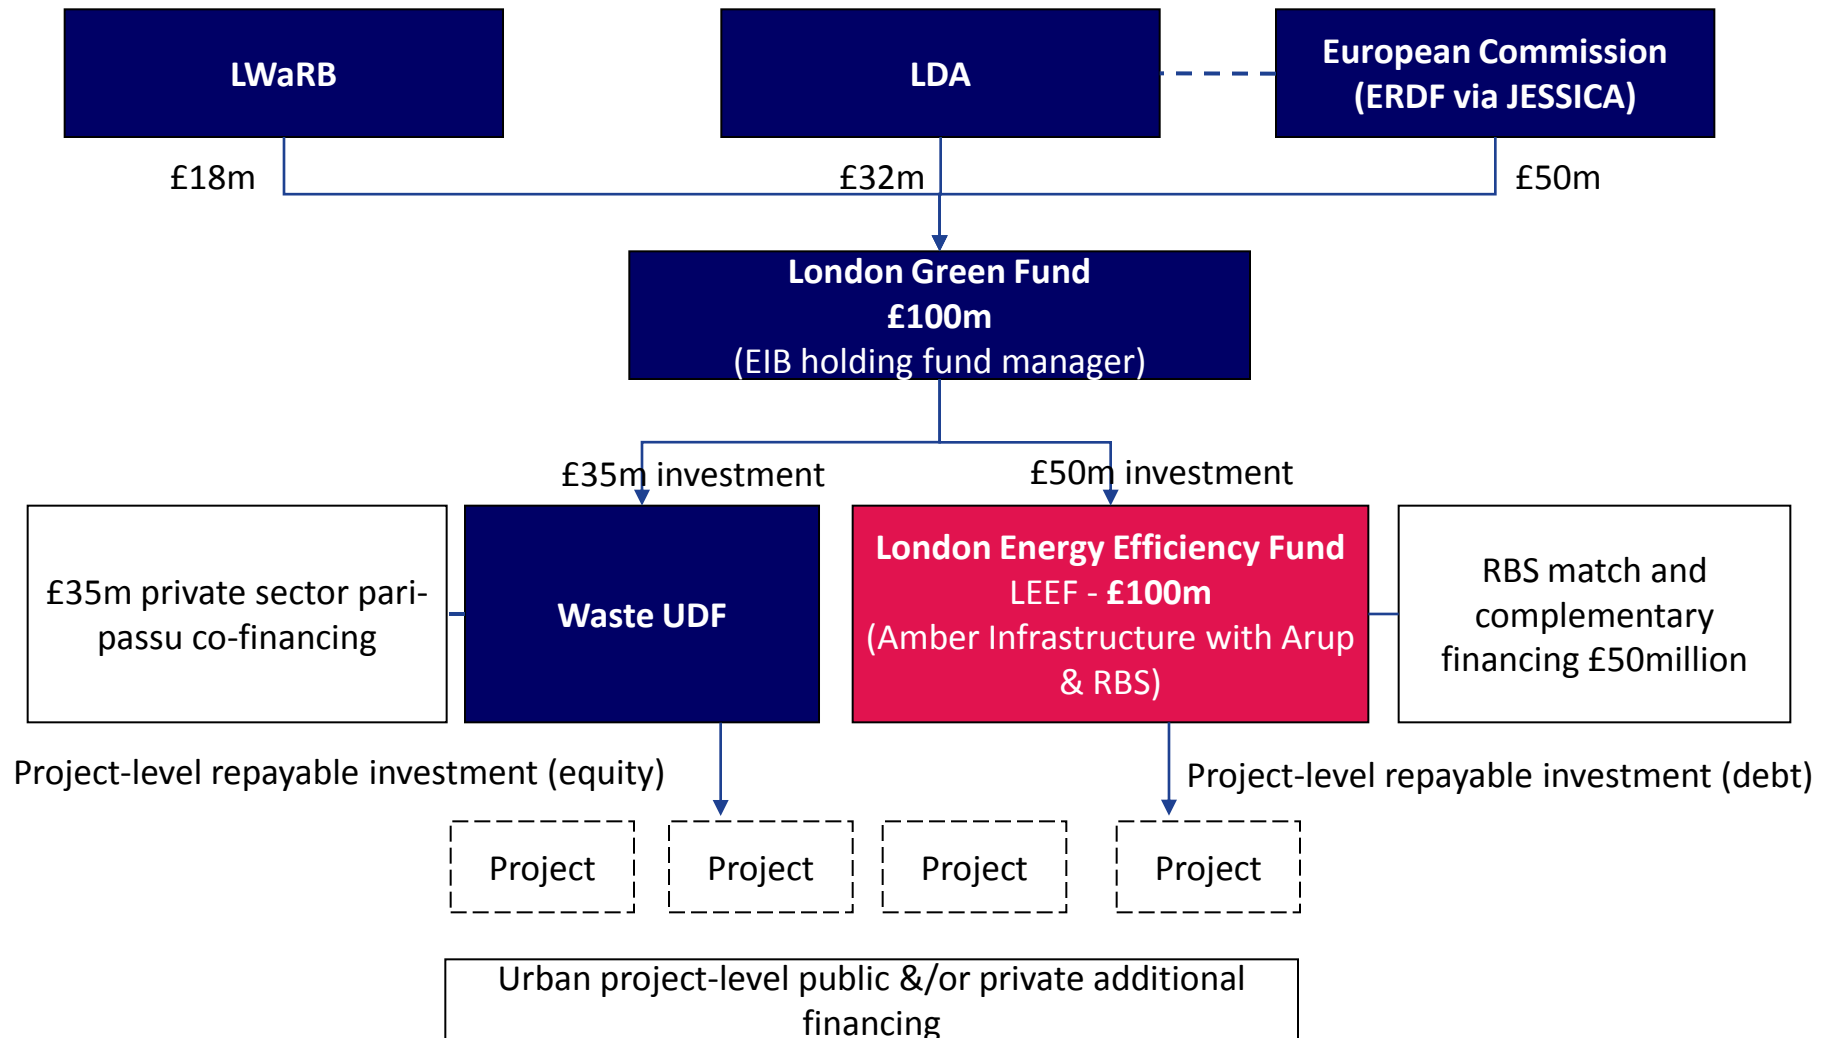 LWaRB
LDA
European Commission
(ERDF via JESSICA)
£18m
£32m
£50m
London Green Fund
£100m
(EIB holding fund manager)
£35m investment
£50m investment
£35m private sector pari-
passu co-financing
Waste UDF
London Energy Efficiency Fund
LEEF - £100m
(Amber Infrastructure with Arup
& RBS)
RBS match and
complementary
financing £50million
Project-level repayable investment (equity)
Project-level repayable investment (debt)
Project
Project
Project
Project
Urban project-level public &/or private additional
financing